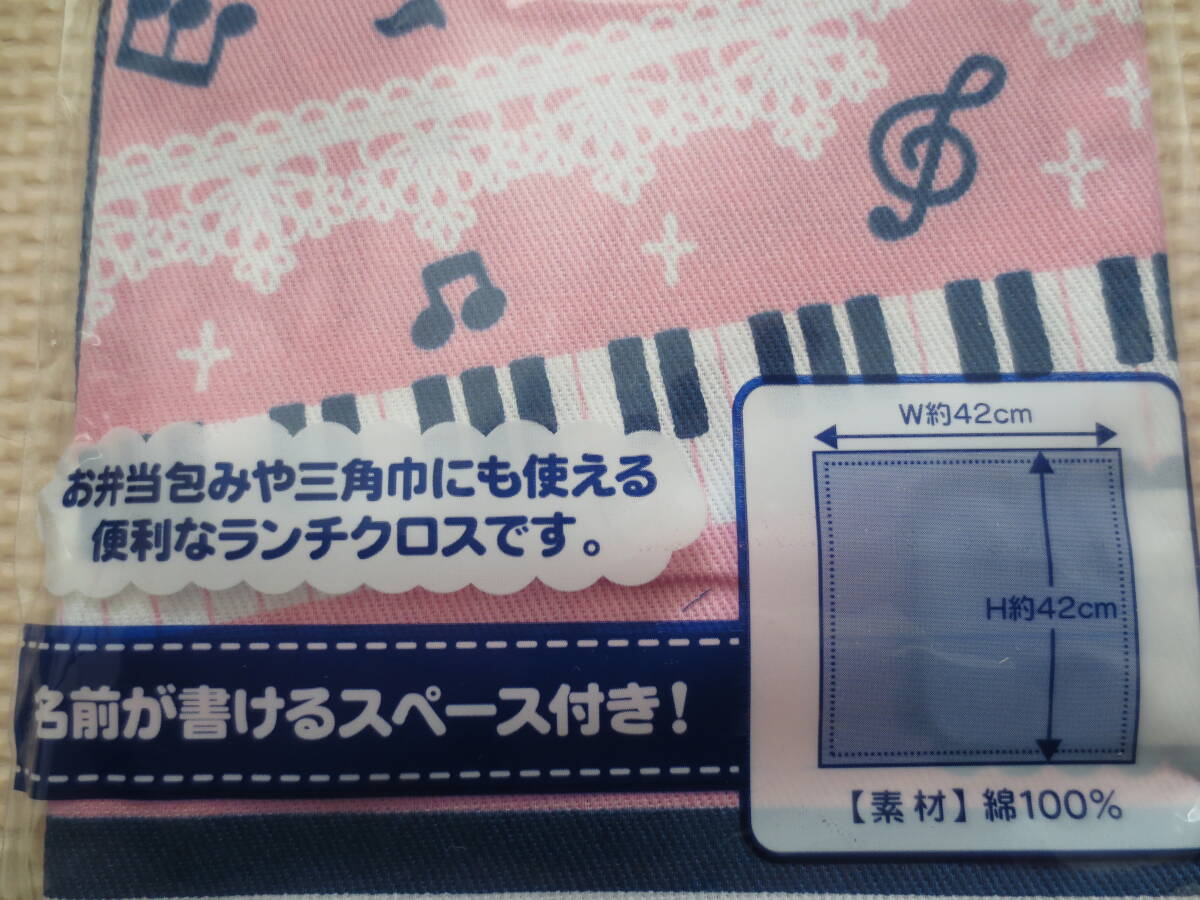 お弁当包みや三角巾にも使える
便利なランチクロスです。
名前が書けるスペース付き!
W約42cm
H約42cm
【素材】綿100%